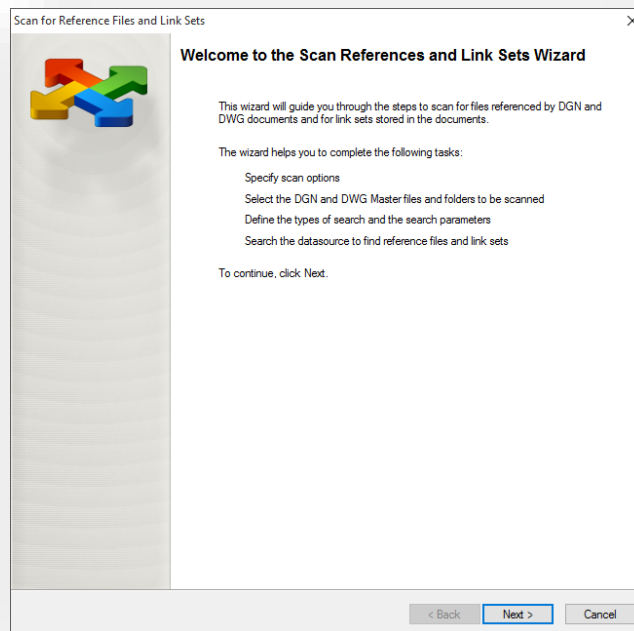 Scan for Reference Files and Link Sets
Welcome to the Scan References and Link Sets Wizard
This wizard will guide you through the steps to scan for files referenced by DGN and
DWG documents and for link sets stored in the documents.
The wizard helps you to complete the following tasks:
Specify scan options
Select the DGN and DWG Master files and folders to be scanned
Define the types of search and the search parameters
Search the datasource to find reference files and link sets
To continue, click Next.
< Back Next > Cancel